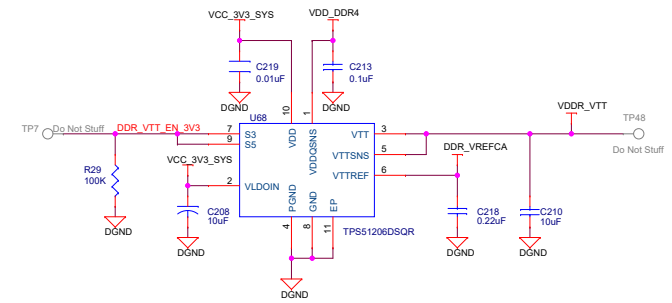 VCC_3V3_SYS
VDD_DDR4
C219
0.01uF
C213
0.1uF
DGND
DGND
VDDR_VTT
U68
10
1
TP7
Do Not Stuff
DDR_VTT_EN_3V3
7
S3
9
S5
VDD
VDDQSNS
VTT
3
VTTSNS
5
VTTREF
6
TP48
Do Not Stuff
DDR_VREFCA
R29
100K
VCC_3V3_SYS
2
VLDOIN
PGND
GND
EP
4
8
11
TPS51206DSQR
C208
10uF
C218
0.22uF
C210
10uF
DGND
DGND
DGND
DGND
DGND